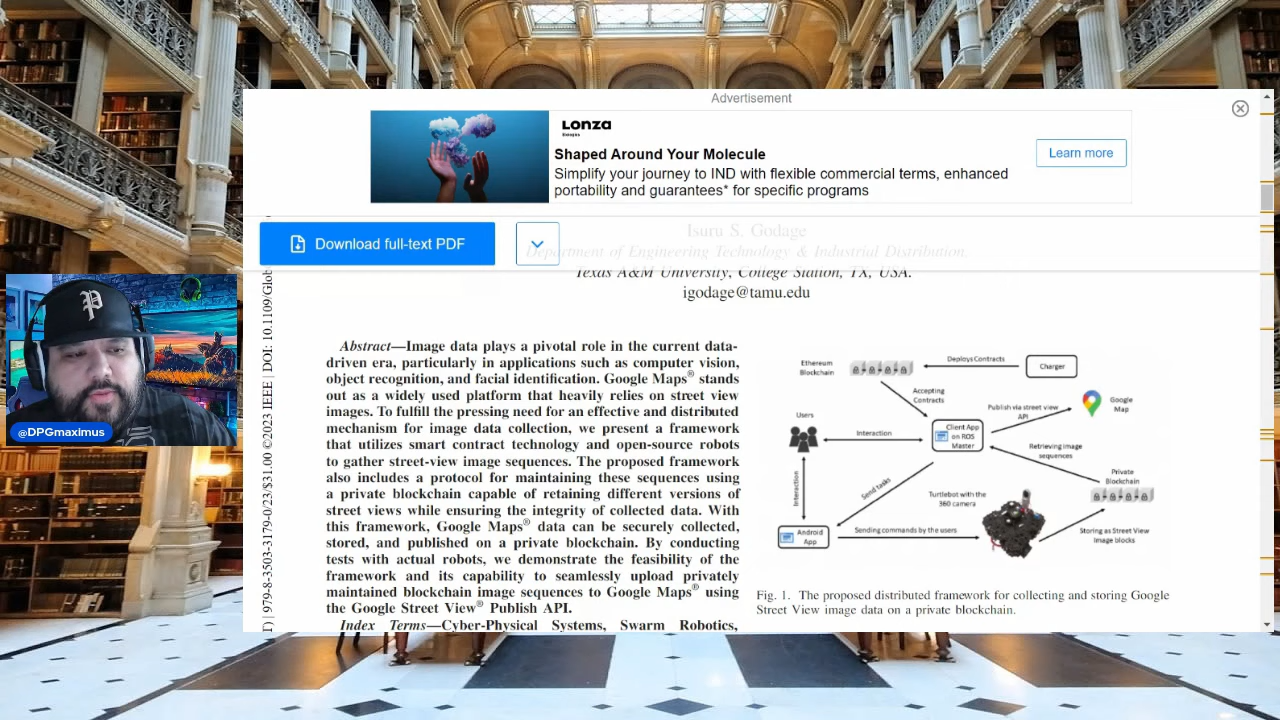 Advertisement
Lonza
Shaped Around Your Molecule
Simplify your journey to IND with flexible commercial terms, enhanced
portability and guarantees* for specific programs
Learn more
Download full-text PDF
Isuru S. Godage
Department of Engineering Technology & Industrial Distribution.
Texas A&M University, College Station, TX, USA.
igodage@tamu.edu
979-8-3503-3179-0/23/$31.00 ©2023 IEEE | DOI: 10.1109/Glob
Abstract—Image data plays a pivotal role in the current data-
driven era, particularly in applications such as computer vision,
object recognition, and facial identification. Google Maps® stands
out as a widely used platform that heavily relies on street view
images. To fulfill the pressing need for an effective and distributed
mechanism for image data collection, we present a framework
that utilizes smart contract technology and open-source robots
to gather street-view image sequences. The proposed framework
also includes a protocol for maintaining these sequences using
a private blockchain capable of retaining different versions of
street views while ensuring the integrity of collected data. With
this framework, Google Maps® data can be securely collected,
stored, and published on a private blockchain. By conducting
tests with actual robots, we demonstrate the feasibility of the
framework and its capability to seamlessly upload privately
maintained blockchain image sequences to Google Maps® using
the Google Street View® Publish API.
Index Terms—Cyber-Physical Systems, Swarm Robotics,
Ethereum
Blockchain
Deploys Contracts
Charger
Accepting
Contracts
Publish via street view
API
Google
Map
Users
Interaction
Client App
on ROS
Master
Retrieving image
sequences
Interaction
Send tasks
Private
Blockchain
Turtlebot with the
360 camera
Android
App
Sending commands by the users
Storing as Street View
Image blocks
Fig. 1. The proposed distributed framework for collecting and storing Google
Street View image data on a private blockchain.
P
@DPGmaximus